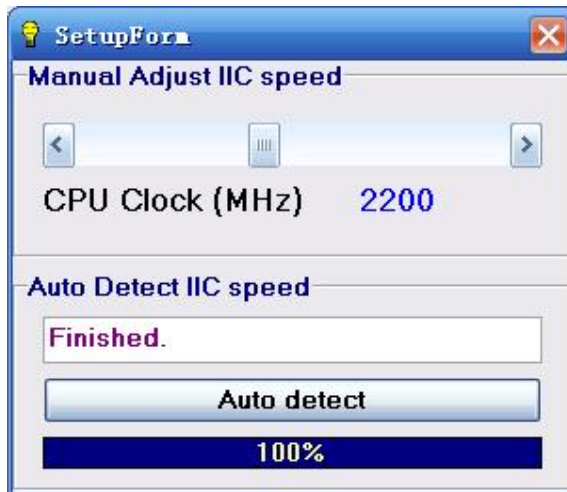 SetupForm
Manual Adjust IIC speed
CPU Clock (MHz) 2200
Auto Detect IIC speed
Finished.
Auto detect
100%